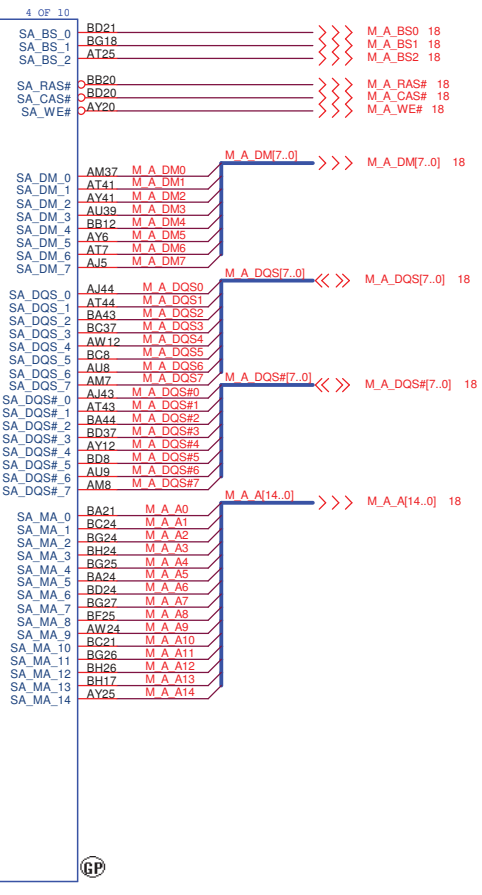 4 OF 10
SA_BS_0 BD21 M_A_BS0 18
SA_BS_1 BG18 M_A_BS1 18
SA_BS_2 AT25 M_A_BS2 18
SA_RAS# BB20 M_A_RAS# 18
SA_CAS# BD20 M_A_CAS# 18
SA_WE# AY20 M_A_WE# 18
M_A_DM[7..0] M_A_DM[7..0] 18
SA_DM_0 AM37 M_A_DM0
SA_DM_1 AT41 M_A_DM1
SA_DM_2 AY41 M_A_DM2
SA_DM_3 AU39 M_A_DM3
SA_DM_4 BB12 M_A_DM4
SA_DM_5 AY6 M_A_DM5
SA_DM_6 AT7 M_A_DM6
SA_DM_7 AJ5 M_A_DM7
M_A_DQS[7..0] M_A_DQS[7..0] 18
SA_DQS_0 AJ44 M_A_DQS0
SA_DQS_1 AT44 M_A_DQS1
SA_DQS_2 BA43 M_A_DQS2
SA_DQS_3 BC37 M_A_DQS3
SA_DQS_4 AW12 M_A_DQS4
SA_DQS_5 BC8 M_A_DQS5
SA_DQS_6 AU8 M_A_DQS6
SA_DQS_7 AM7 M_A_DQS7
M_A_DQS#[7..0] M_A_DQS#[7..0] 18
SA_DQS#_0 AJ43 M_A_DQS#0
SA_DQS#_1 AT43 M_A_DQS#1
SA_DQS#_2 BA44 M_A_DQS#2
SA_DQS#_3 BD37 M_A_DQS#3
SA_DQS#_4 AY12 M_A_DQS#4
SA_DQS#_5 BD8 M_A_DQS#5
SA_DQS#_6 AU9 M_A_DQS#6
SA_DQS#_7 AM8 M_A_DQS#7
M_A_A[14..0] M_A_A[14..0] 18
SA_MA_0 BA21 M_A_A0
SA_MA_1 BC24 M_A_A1
SA_MA_2 BG24 M_A_A2
SA_MA_3 BH24 M_A_A3
SA_MA_4 BG25 M_A_A4
SA_MA_5 BA24 M_A_A5
SA_MA_6 BD24 M_A_A6
SA_MA_7 BG27 M_A_A7
SA_MA_8 BF25 M_A_A8
SA_MA_9 AW24 M_A_A9
SA_MA_10 BC21 M_A_A10
SA_MA_11 BG26 M_A_A11
SA_MA_12 BH26 M_A_A12
SA_MA_13 BH17 M_A_A13
SA_MA_14 AY25 M_A_A14
GP